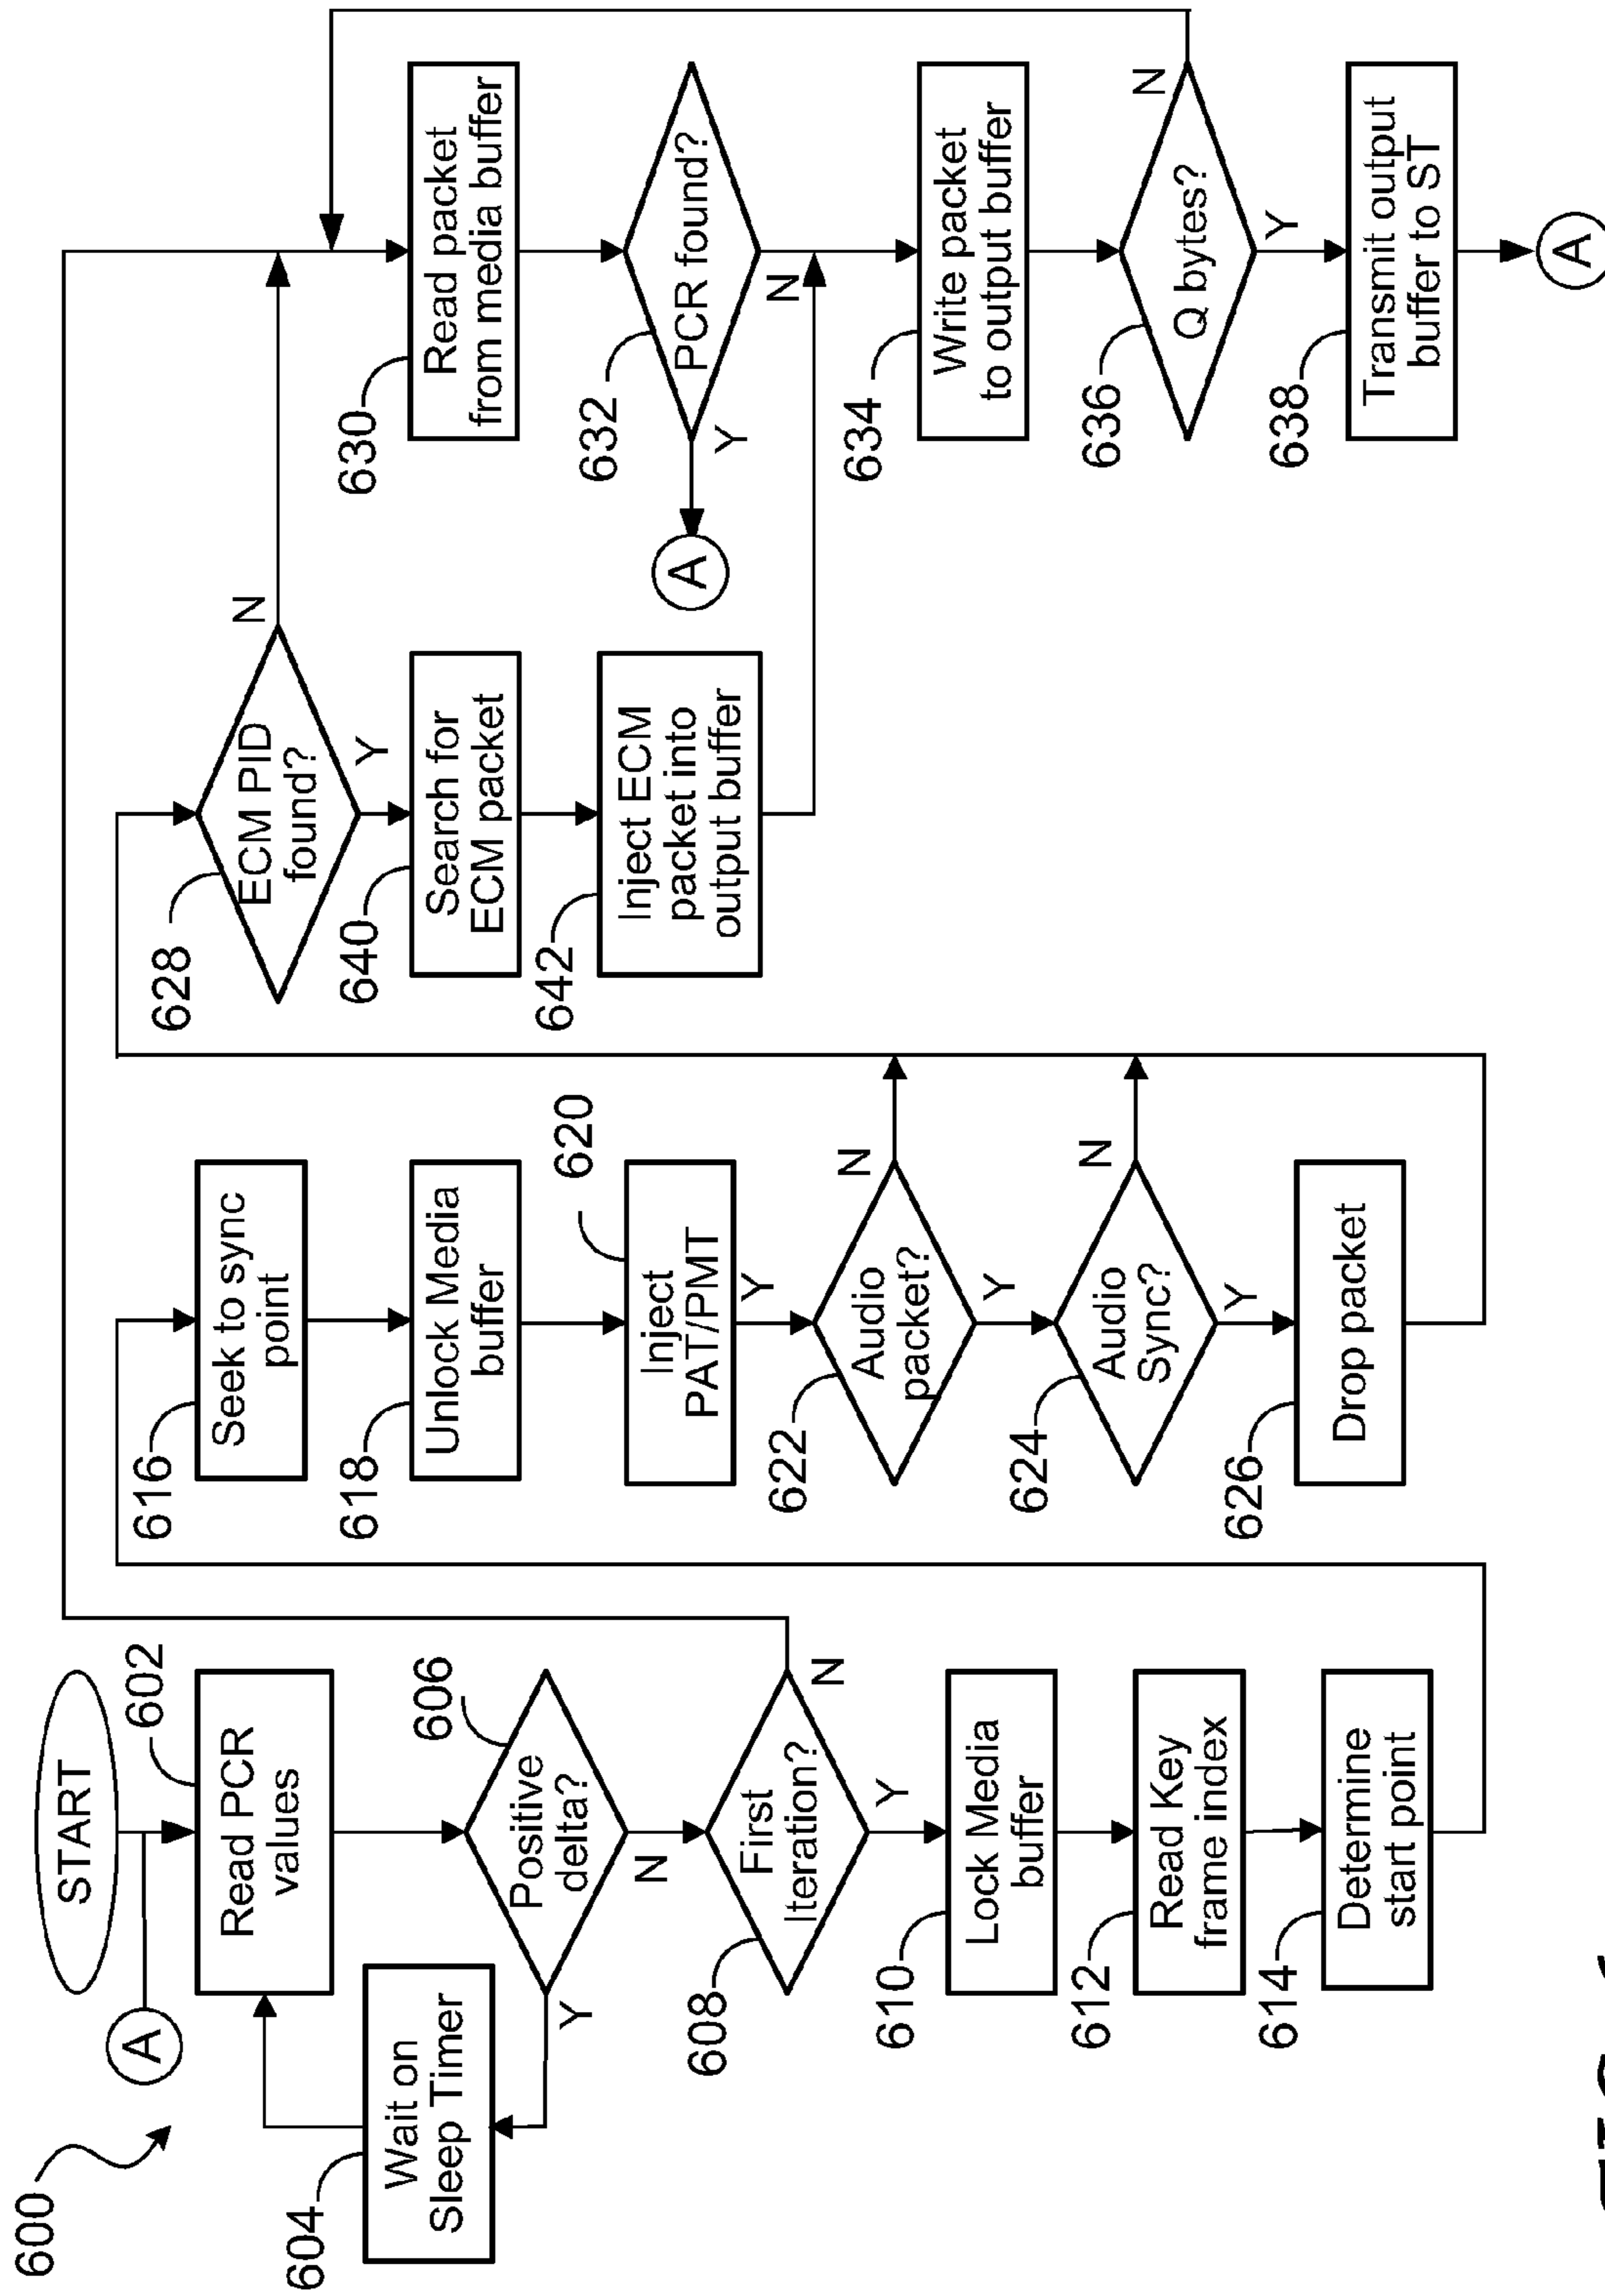 600
START
A
602
Read PCR
values
604
Wait on
Sleep Timer
606
Positive
delta?
Y
N
608
First
Iteration?
N
Y
610
Lock Media
buffer
612
Read Key
frame index
614
Determine
start point
616
Seek to sync
point
618
Unlock Media
buffer
620
Inject
PAT/PMT
Y
622
Audio
packet?
N
Y
624
Audio
Sync?
N
Y
626
Drop packet
628
ECM PID
found?
N
Y
640
Search for
ECM packet
642
Inject ECM
packet into
output buffer
630
Read packet
from media buffer
632
PCR found?
Y
A
N
634
Write packet
to output buffer
636
Q bytes?
N
Y
638
Transmit output
buffer to ST
A